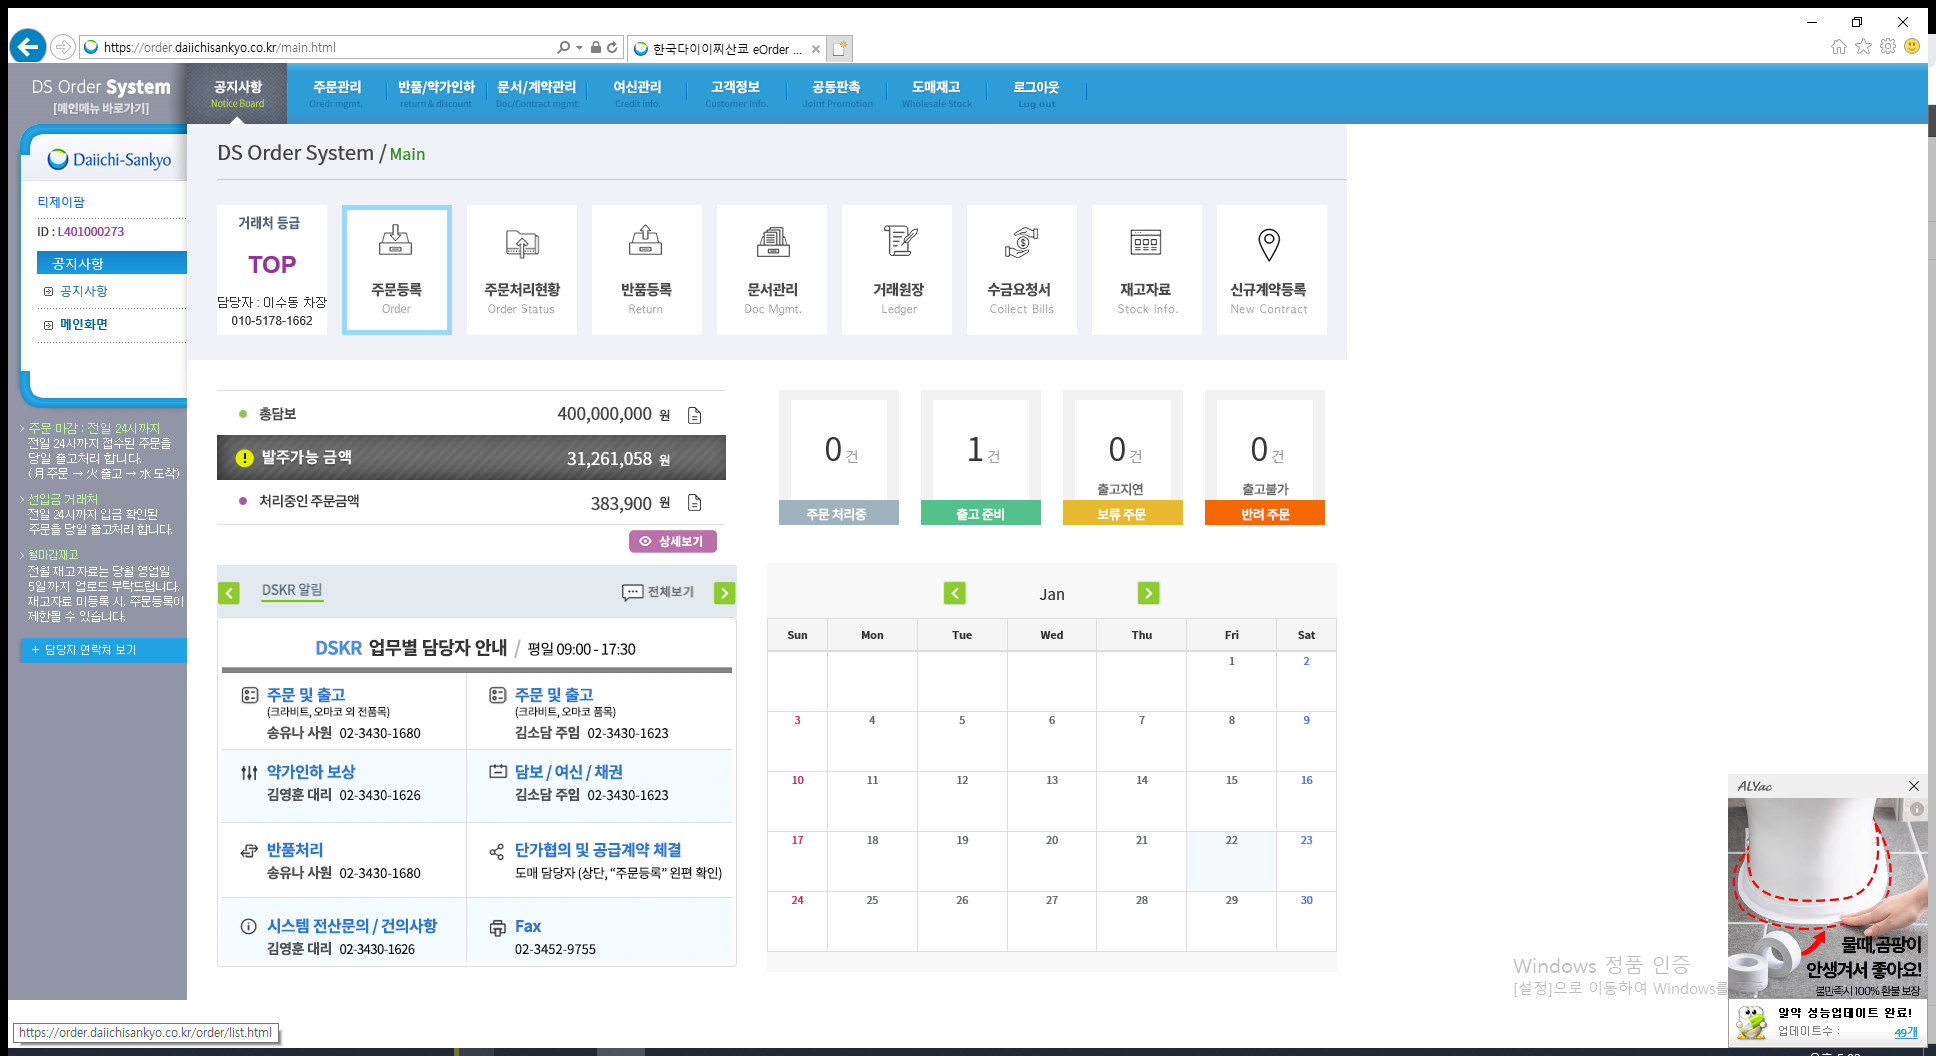 https://order.daiichisankyo.co.kr/main.html
한국다이이찌산쿄 eOrder ...
DS Order System
[메인메뉴 바로가기]
공지사항
Notice Board
주문관리
Oredr mgmt.
반품/약가인하
return & discount
문서/계약관리
Doc/Contract mgmt.
여신관리
Credit info.
고객정보
Customer Info.
공동판촉
Joint Promotion
도매재고
Wholesale Stock
로그아웃
Log out
Daiichi-Sankyo
티제이팜
ID : L401000273
공지사항
공지사항
메인화면
주문 마감 : 전일 24시까지
전일 24시까지 접수된 주문을
당일 출고처리 합니다.
(月 주문 → 火 출고 → 水 도착)
선입금 거래처
전일 24시까지 입금 확인된
주문을 당일 출고처리 합니다.
월마감재고
전월 재고자료는 당월 영업일
5일까지 업로드 부탁드립니다.
재고자료 미등록 시, 주문등록이
제한될 수 있습니다.
+ 담당자 연락처 보기
DS Order System / Main
거래처 등급
TOP
담당자 : 이수동 차장
010-5178-1662
주문등록
Order
주문처리현황
Order Status
반품등록
Return
문서관리
Doc Mgmt.
거래원장
Ledger
수금요청서
Collect Bills
재고자료
Stock Info.
신규계약등록
New Contract
총담보 400,000,000 원
발주가능 금액 31,261,058 원
처리중인 주문금액 383,900 원
상세보기
0 건
주문 처리중
1 건
출고 준비
0 건
출고지연
보류 주문
0 건
출고불가
반려 주문
DSKR 알림
전체보기
DSKR 업무별 담당자 안내 / 평일 09:00 - 17:30
주문 및 출고
(크라비트, 오마코 외 전품목)
송유나 사원 02-3430-1680
주문 및 출고
(크라비트, 오마코 품목)
김소담 주임 02-3430-1623
약가인하 보상
김영훈 대리 02-3430-1626
담보 / 여신 / 채권
김소담 주임 02-3430-1623
반품처리
송유나 사원 02-3430-1680
단가협의 및 공급계약 체결
도매 담당자 (상단, “주문등록” 왼편 확인)
시스템 전산문의 / 건의사항
김영훈 대리 02-3430-1626
Fax
02-3452-9755
Jan
Sun Mon Tue Wed Thu Fri Sat
1 2
3 4 5 6 7 8 9
10 11 12 13 14 15 16
17 18 19 20 21 22 23
24 25 26 27 28 29 30
Windows 정품 인증
[설정]으로 이동하여 Windows를
ALYac
물때,곰팡이
안생겨서 좋아요!
불만족시 100% 환불 보장
알약 성능업데이트 완료!
업데이트수 : 49개
https://order.daiichisankyo.co.kr/order/list.html